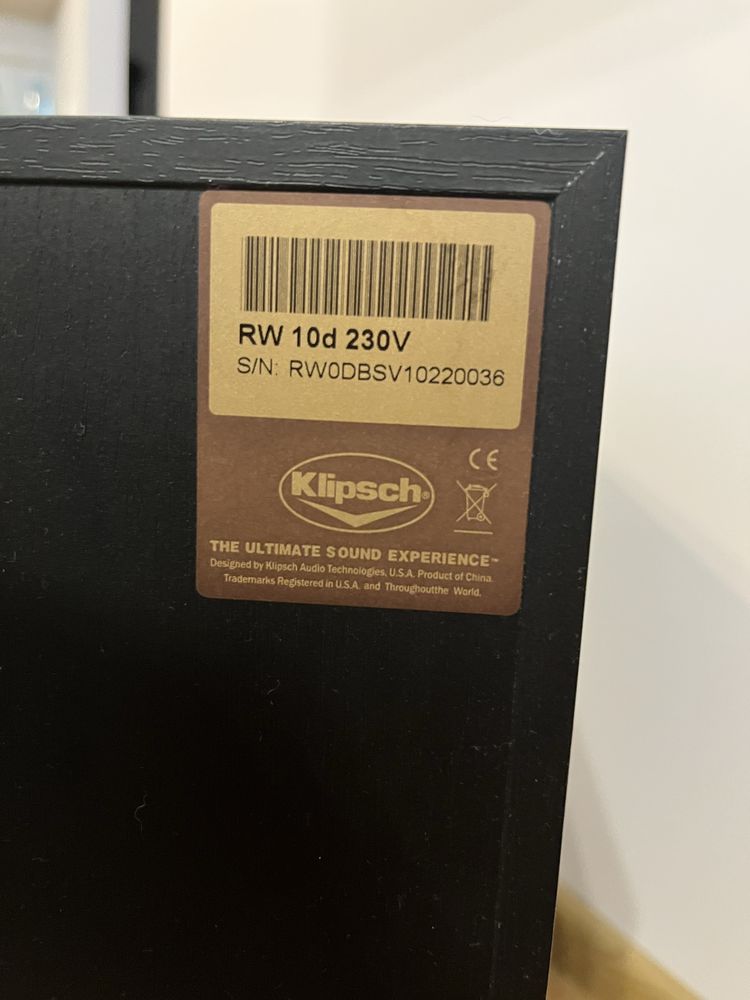 RW 10d 230V
S/N: RW0DBSV10220036
CE
Klipsch®
THE ULTIMATE SOUND EXPERIENCE™
Designed by Klipsch Audio Technologies, U.S.A. Product of China.
Trademarks Registered in U.S.A. and Throughoutthe World.